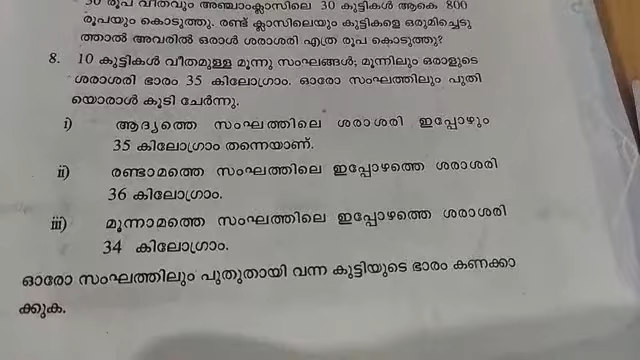 50 രൂപ വീതവും അഞ്ചാംക്ലാസിലെ 30 കുട്ടികൾ ആകെ 800
രൂപയും കൊടുത്തു. രണ്ട് ക്ലാസിലെയും കുട്ടികളെ ഒരുമിച്ചെടു
ത്താൽ അവരിൽ ഒരാൾ ശരാശരി എത്ര രൂപ കൊടുത്തു?
8. 10 കുട്ടികൾ വീതമുള്ള മൂന്നു സംഘങ്ങൾ; മൂന്നിലും ഒരാളുടെ
ശരാശരി ഭാരം 35 കിലോഗ്രാം. ഓരോ സംഘത്തിലും പുതി
യൊരാൾ കൂടി ചേർന്നു.
i) ആദ്യത്തെ സംഘത്തിലെ ശരാശരി ഇപ്പോഴും
35 കിലോഗ്രാം തന്നെയാണ്.
ii) രണ്ടാമത്തെ സംഘത്തിലെ ഇപ്പോഴത്തെ ശരാശരി
36 കിലോഗ്രാം.
iii) മൂന്നാമത്തെ സംഘത്തിലെ ഇപ്പോഴത്തെ ശരാശരി
34 കിലോഗ്രാം.
ഓരോ സംഘത്തിലും പുതുതായി വന്ന കുട്ടിയുടെ ഭാരം കണക്കാ
ക്കുക.